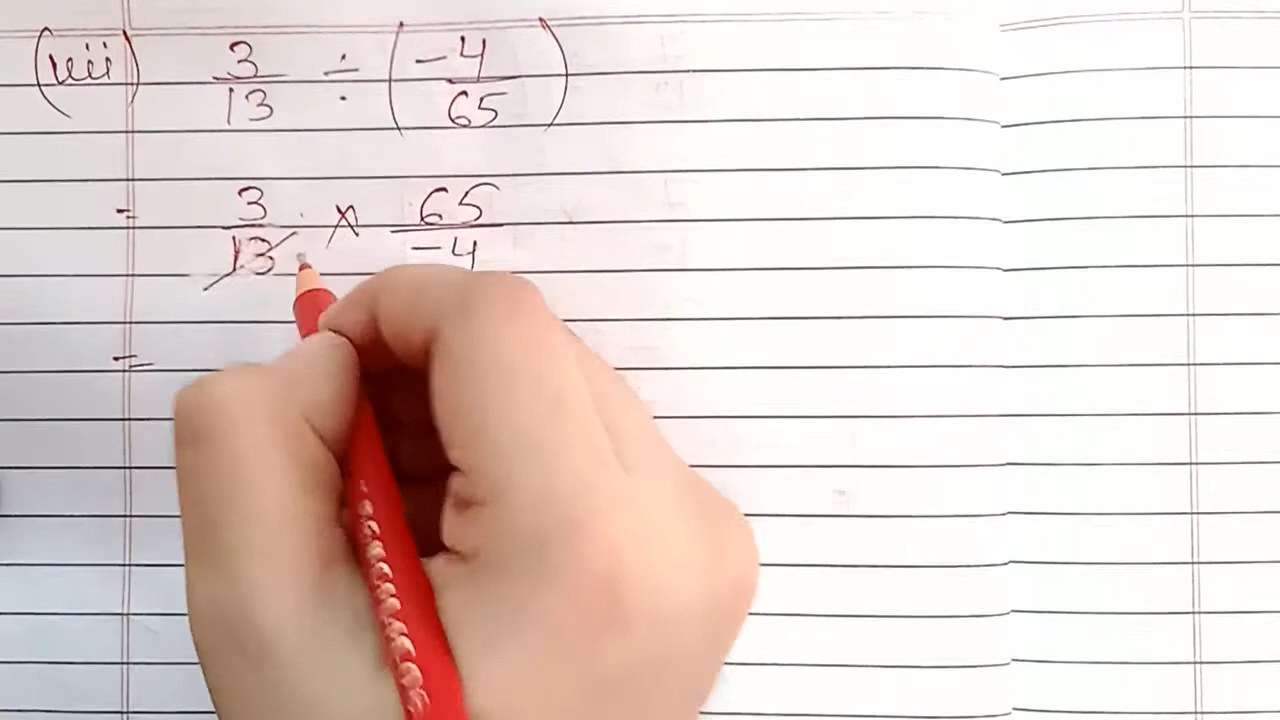 (viii) 3/13 ÷ (-4/65)
= 3/13 × 65/-4
=